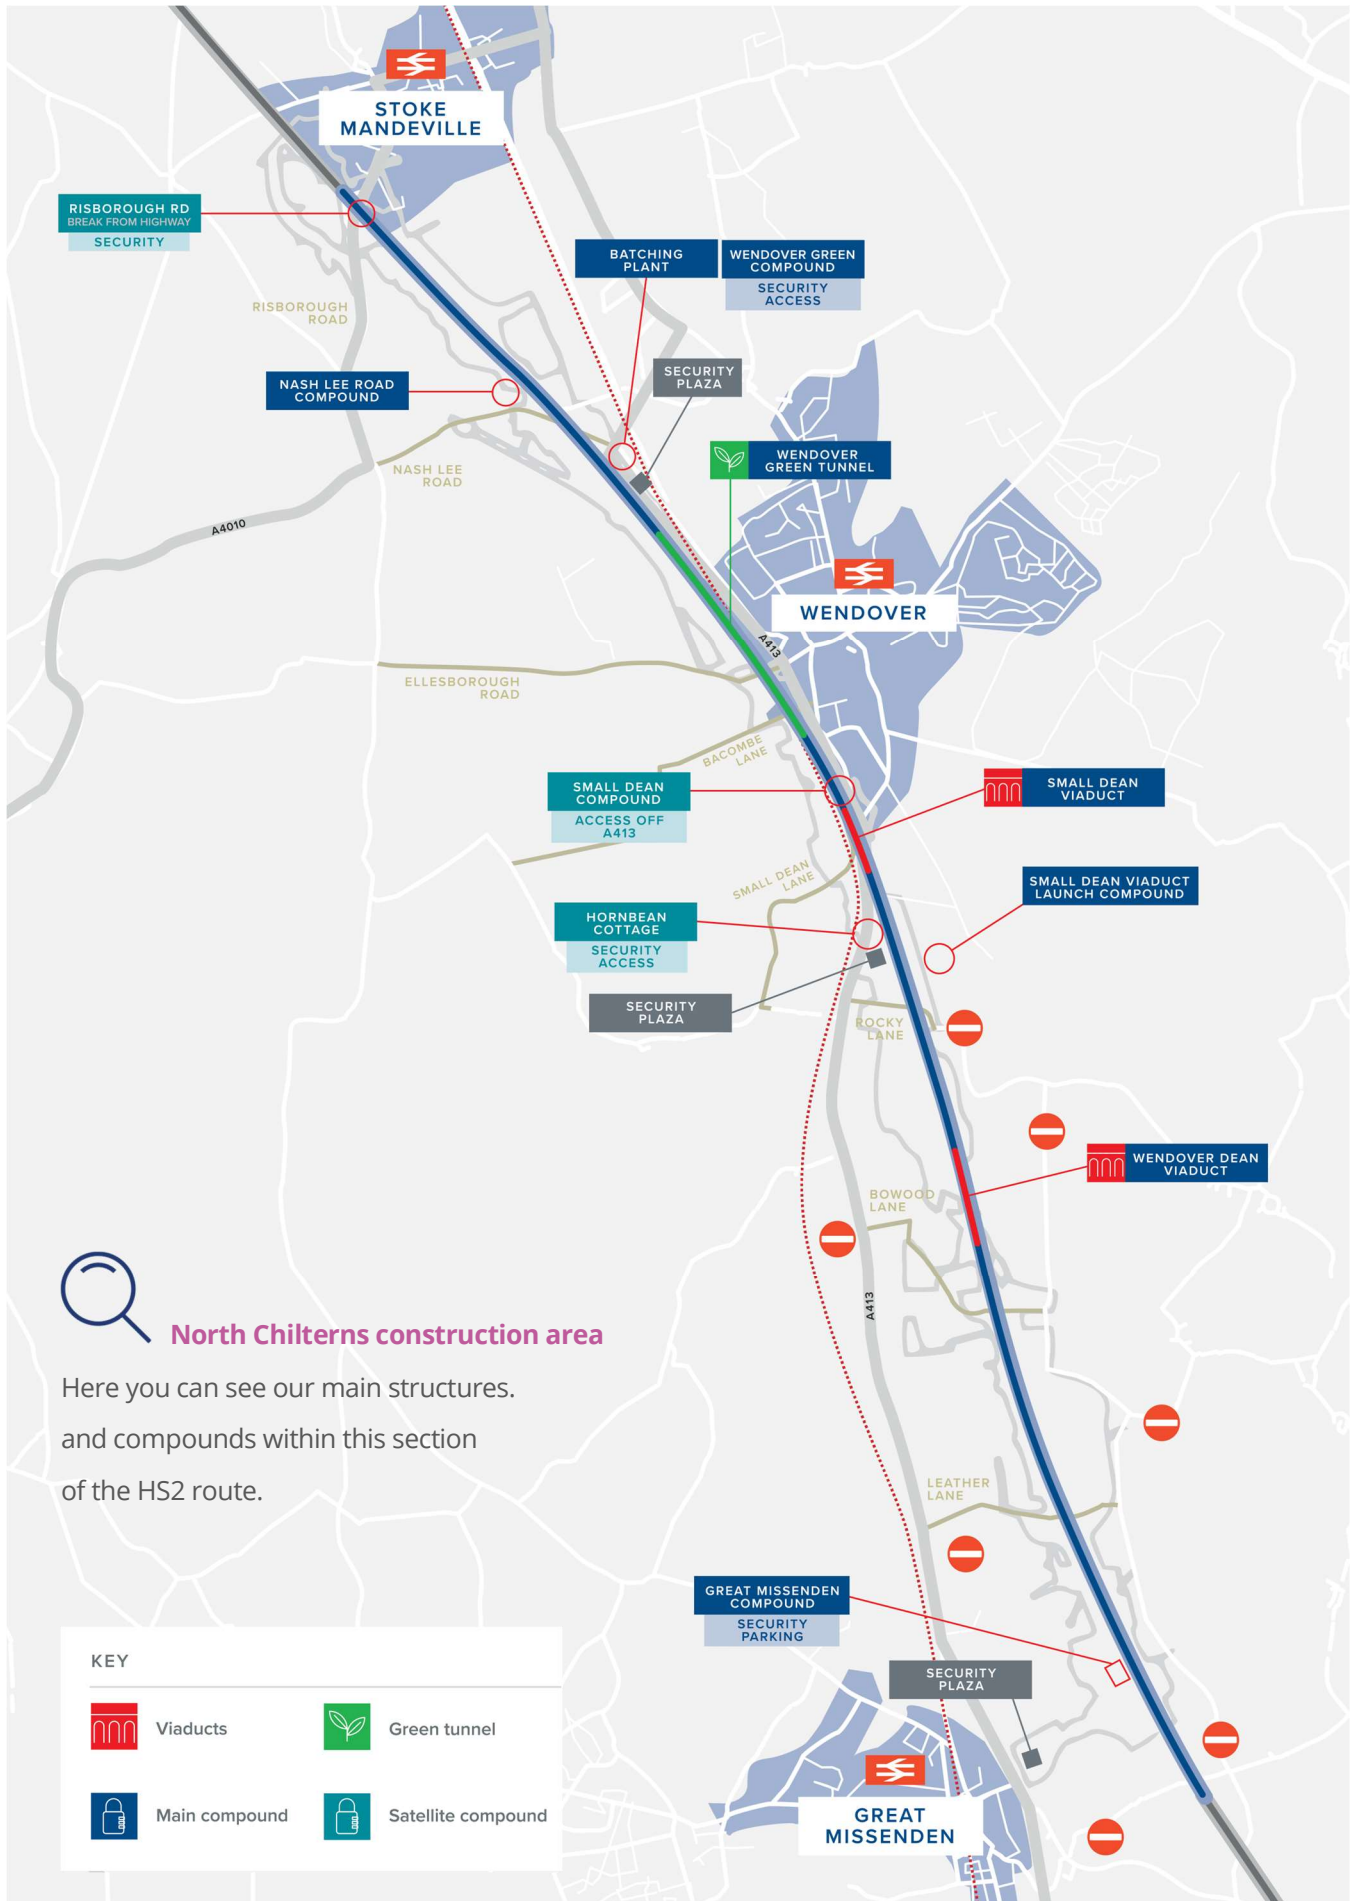 STOKE
MANDEVILLE
RISBOROUGH RD
BREAK FROM HIGHWAY
SECURITY
BATCHING
PLANT
WENDOVER GREEN
COMPOUND
SECURITY
ACCESS
RISBOROUGH
ROAD
SECURITY
PLAZA
NASH LEE ROAD
COMPOUND
WENDOVER
GREEN TUNNEL
NASH LEE
ROAD
A4010
WENDOVER
A413
ELLESBOROUGH
ROAD
BACOMBE
LANE
SMALL DEAN
COMPOUND
ACCESS OFF
A413
SMALL DEAN
VIADUCT
SMALL DEAN
LANE
SMALL DEAN VIADUCT
LAUNCH COMPOUND
HORNBEAN
COTTAGE
SECURITY
ACCESS
SECURITY
PLAZA
ROCKY
LANE
WENDOVER DEAN
VIADUCT
BOWOOD
LANE
A413
North Chilterns construction area
Here you can see our main structures.
and compounds within this section
of the HS2 route.
LEATHER
LANE
GREAT MISSENDEN
COMPOUND
SECURITY
PARKING
SECURITY
PLAZA
GREAT
MISSENDEN
KEY
Viaducts
Green tunnel
Main compound
Satellite compound